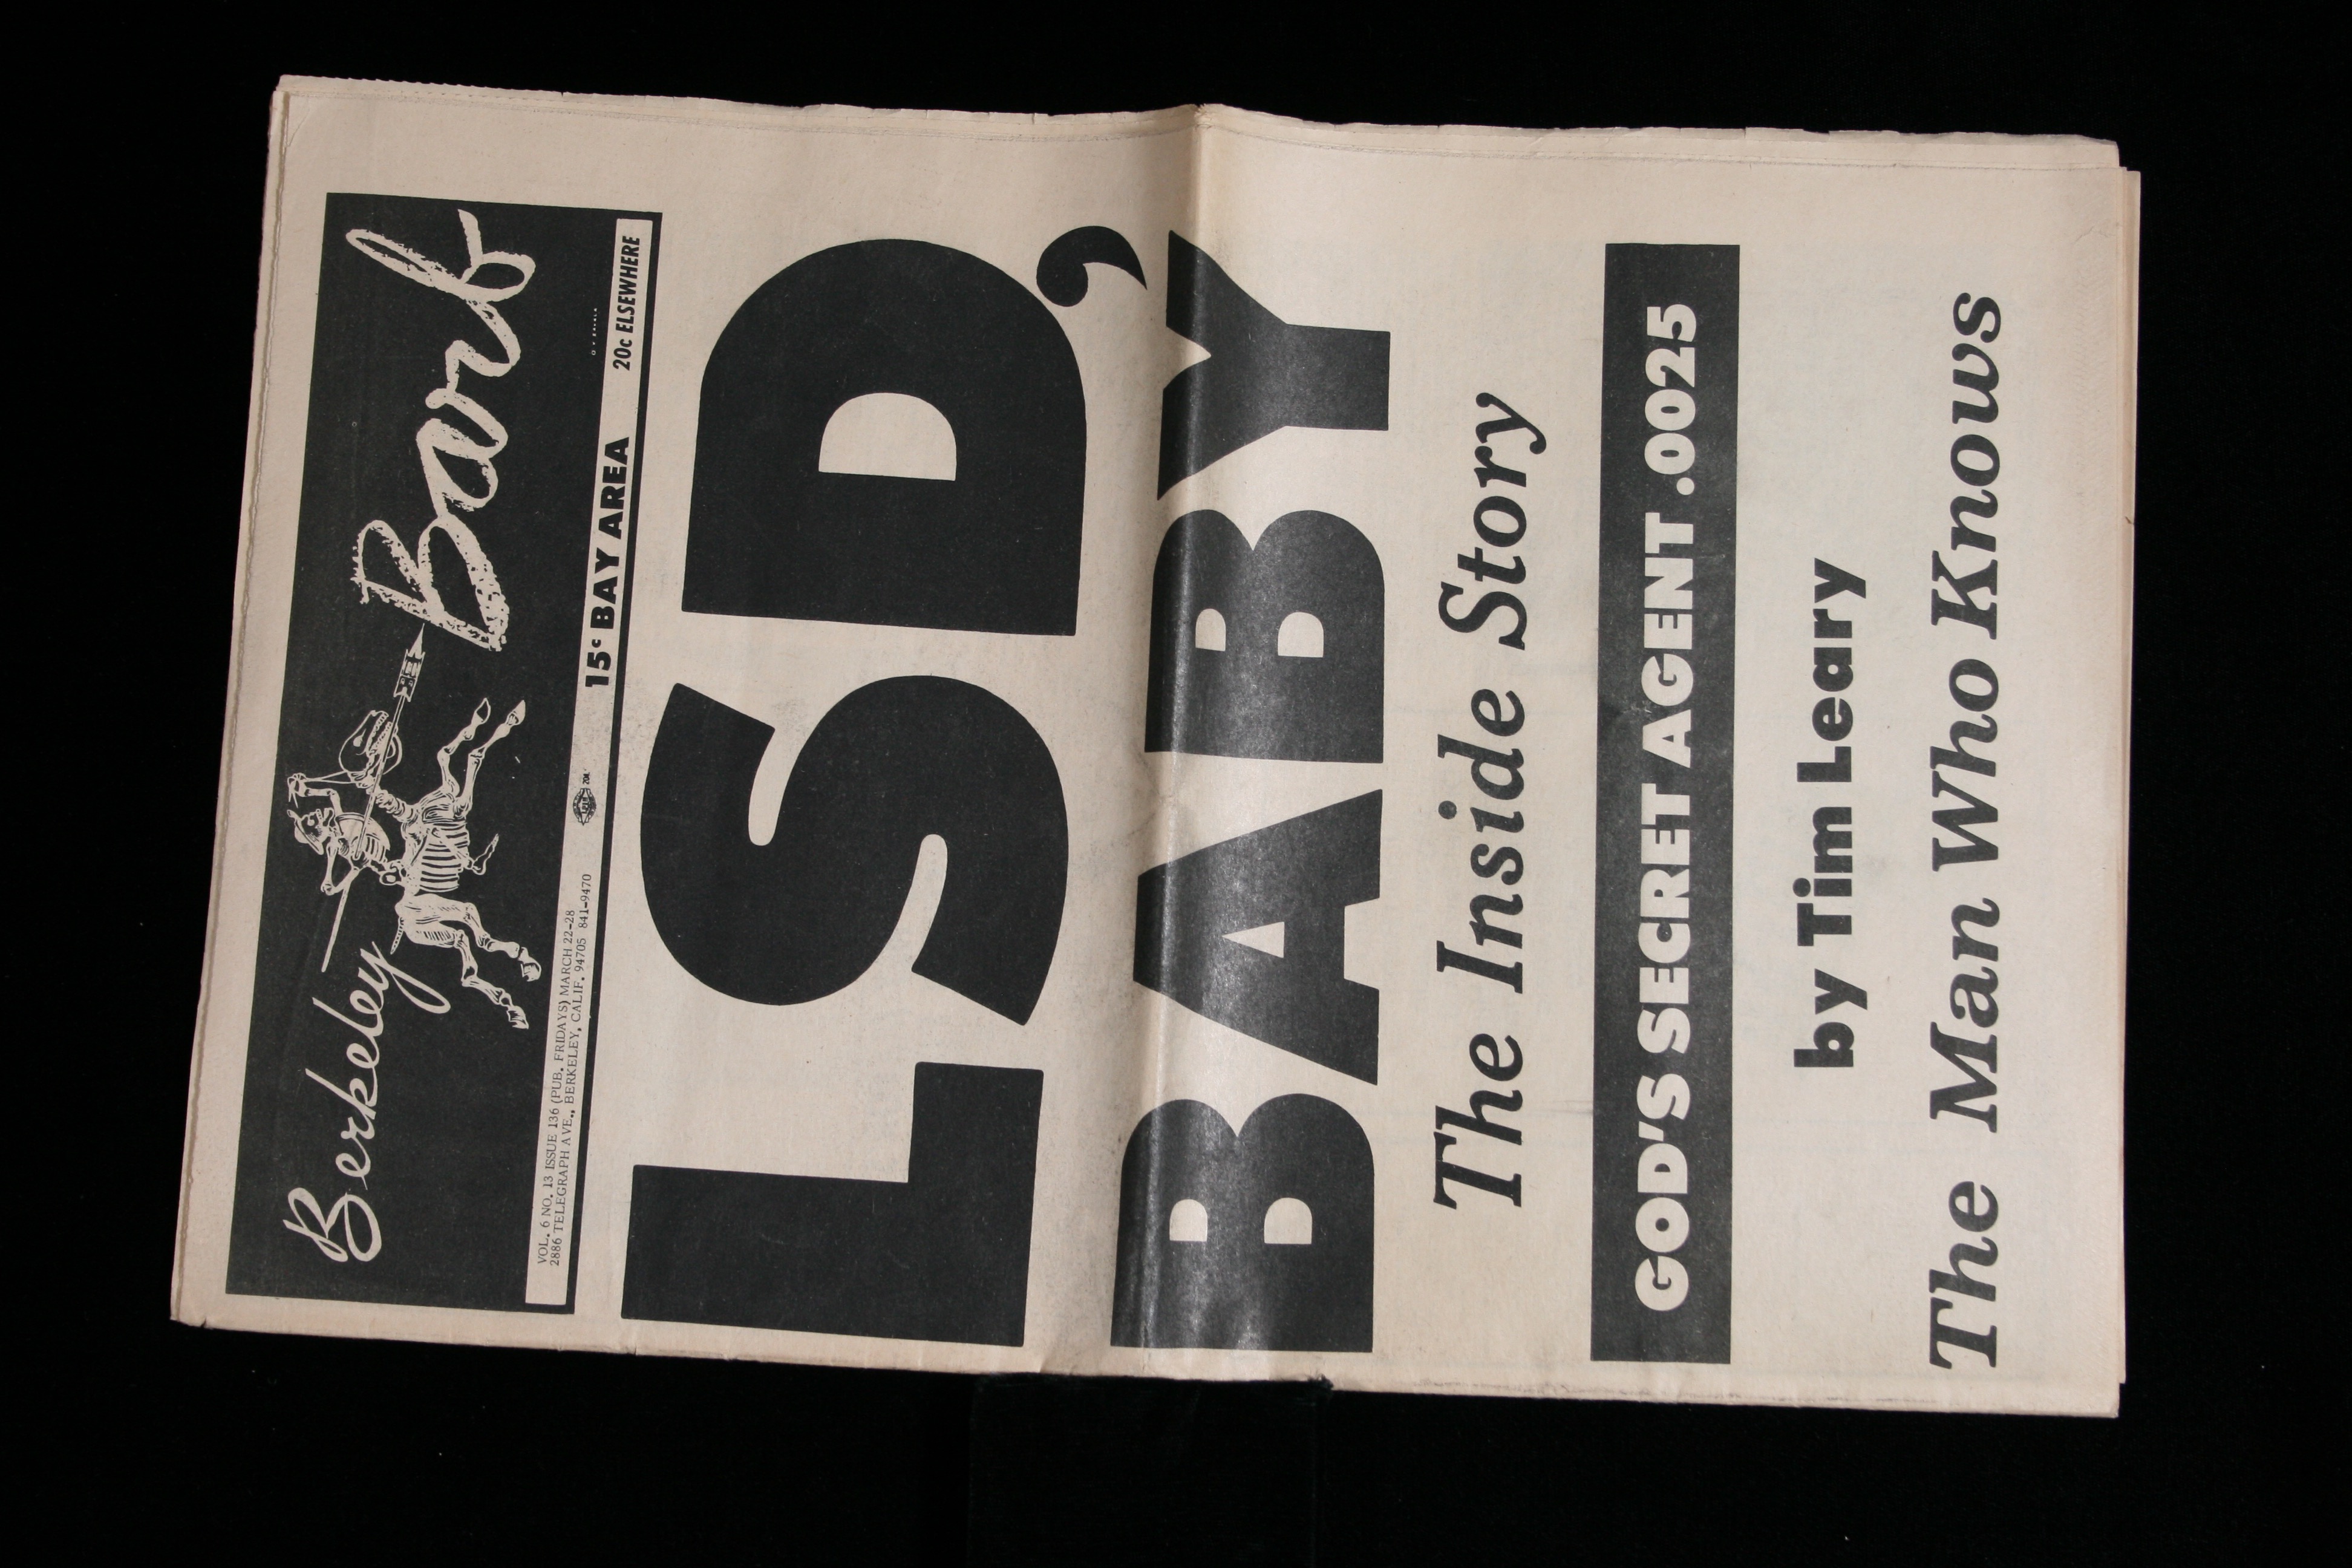 Berkeley Barb
VOL. 6 NO. 13 ISSUE 136 (PUB. FRIDAYS) MARCH 22-28
2886 TELEGRAPH AVE., BERKELEY, CALIF. 94705 841-9470
15¢ BAY AREA 20c ELSEWHERE
LSD,
BABY
The Inside Story
GOD'S SECRET AGENT .0025
by Tim Leary
The Man Who Knows